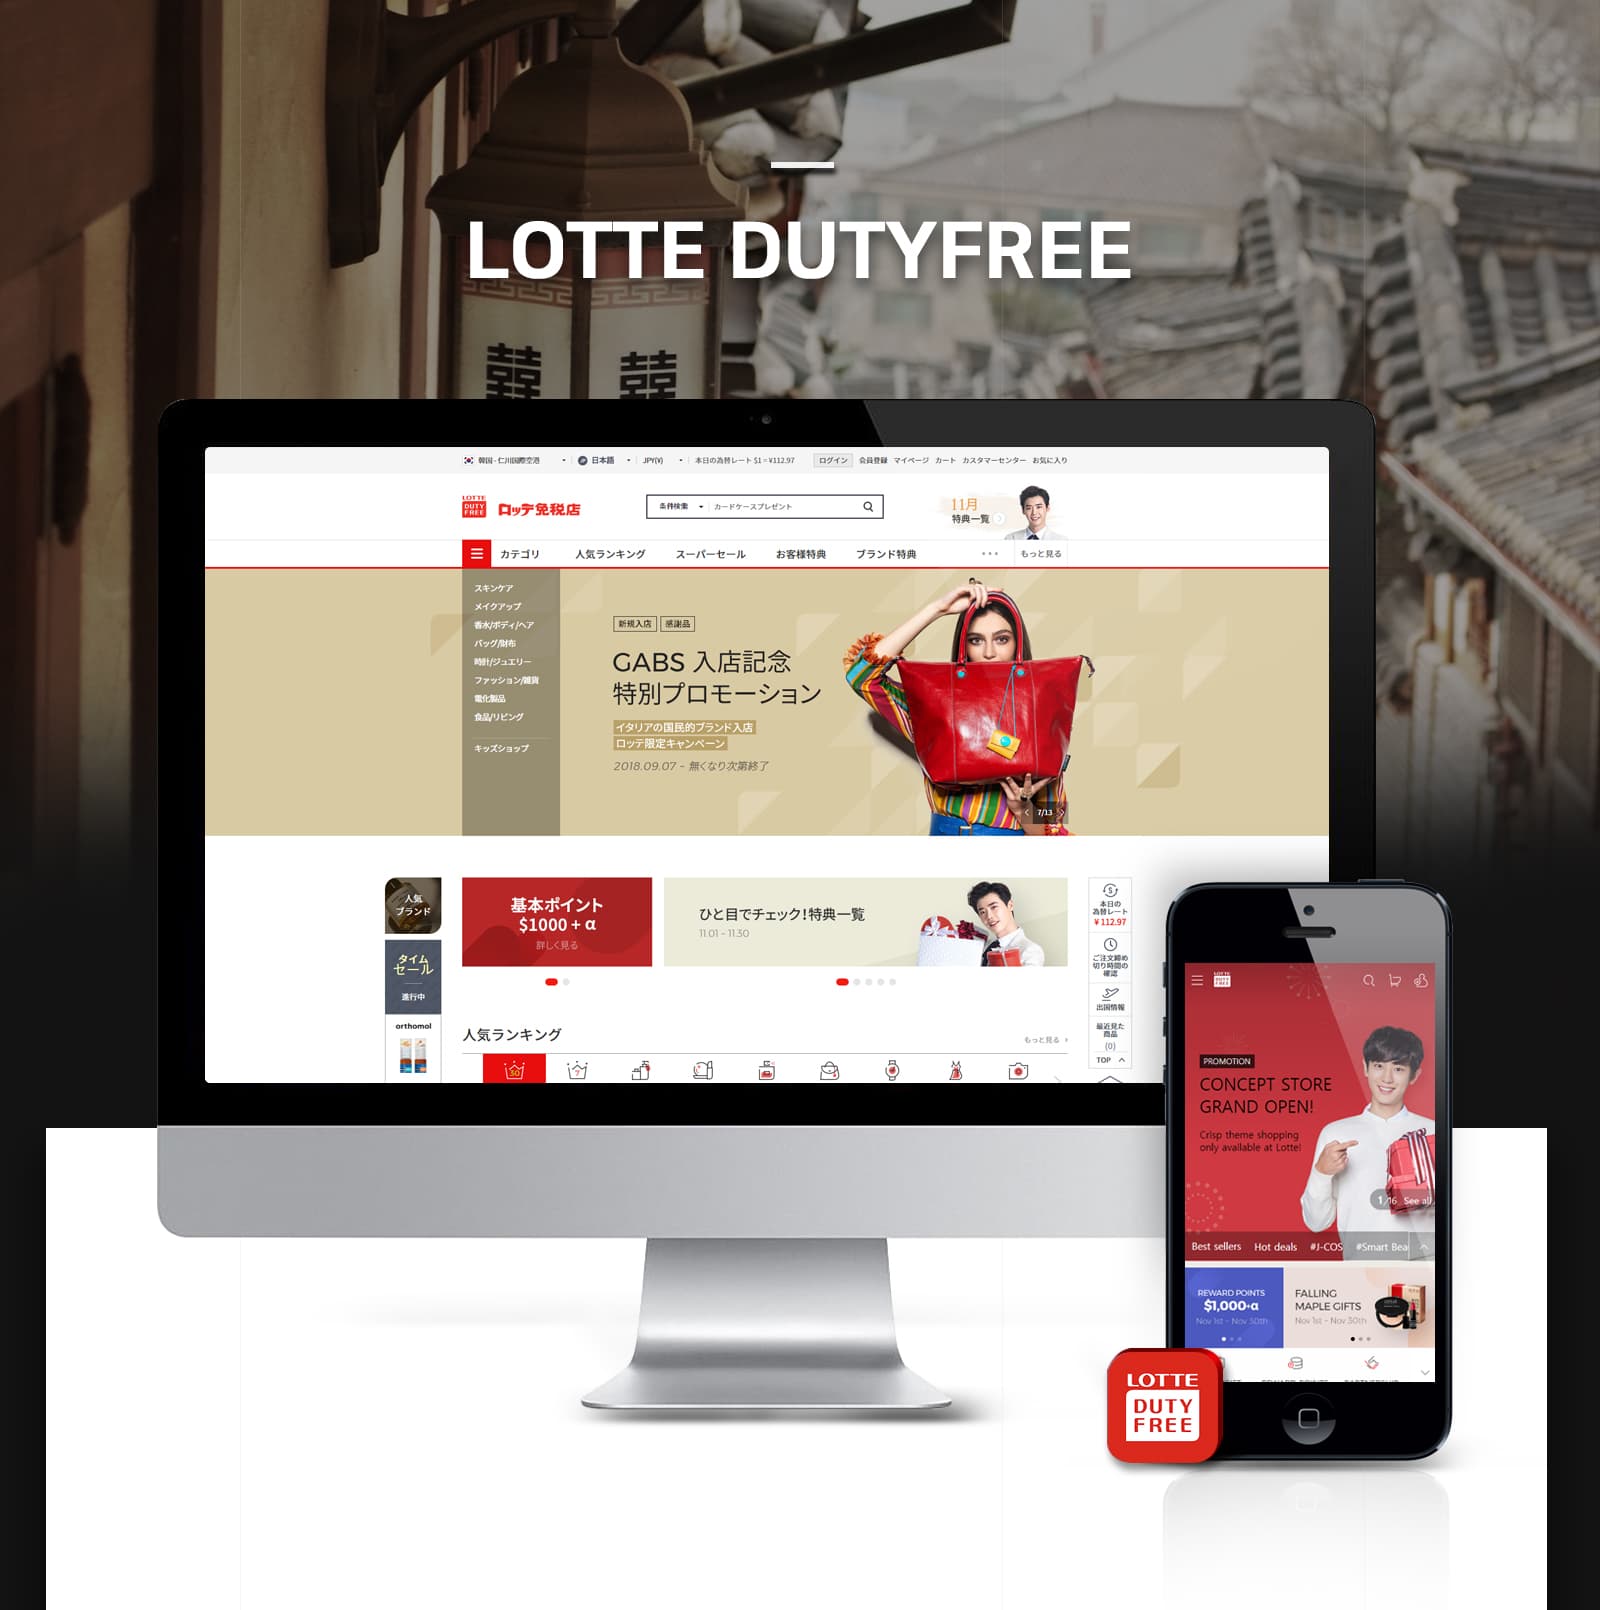 LOTTE DUTYFREE
囍 囍
韓国 - 仁川国際空港 日本語 JPY(¥) 本日の為替レート $1 = ¥112.97 ログイン 会員登録 マイページ カート カスタマーセンター お気に入り
LOTTE
DUTY
FREE
ロッテ免税店
条件検索 カードケースプレゼント
11月
特典一覧
カテゴリ 人気ランキング スーパーセール お客様特典 ブランド特典 もっと見る
スキンケア
メイクアップ
香水/ボディ/ヘア
バッグ/財布
時計/ジュエリー
ファッション/雑貨
電化製品
食品/リビング
キッズショップ
新規入店 感謝品
GABS 入店記念
特別プロモーション
イタリアの国民的ブランド入店
ロッテ限定キャンペーン
2018.09.07 - 無くなり次第終了
7/13
人気
ブランド
タイム
セール
進行中
orthomol
基本ポイント
$1000 + α
詳しく見る
ひと目でチェック！特典一覧
11.01 - 11.30
本日の
為替レート
¥ 112.97
ご注文締め
切り時間の
確認
出国情報
最近見た
商品
(0)
TOP
人気ランキング
もっと見る
30 7
LOTTE
DUTY
FREE
PROMOTION
CONCEPT STORE
GRAND OPEN!
Crisp theme shopping
only available at Lotte!
1/16 See all
Best sellers Hot deals #J-COS #Smart Bea
REWARD POINTS
$1,000+α
Nov 1st - Nov 30th
FALLING
MAPLE GIFTS
Nov 1st - Nov 30th
LOTTE
DUTY
FREE